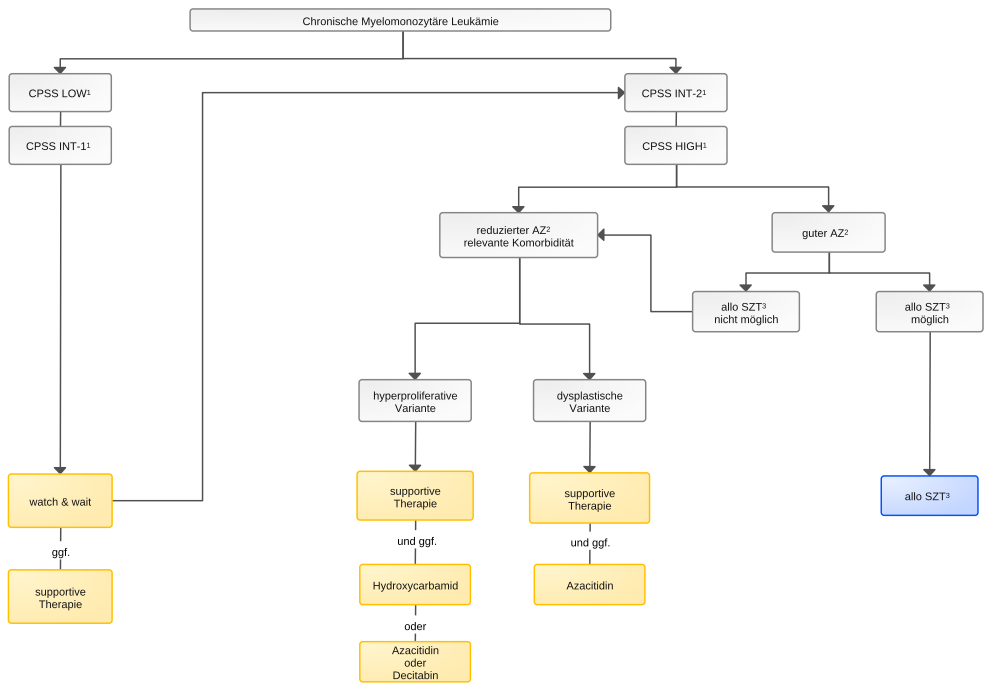 Chronische Myelomonozytäre Leukämie
CPSS LOW¹
CPSS INT-2¹
CPSS INT-1¹
CPSS HIGH¹
reduzierter AZ²
relevante Komorbidität
guter AZ²
allo SZT³
nicht möglich
allo SZT³
möglich
hyperproliferative
Variante
dysplastische
Variante
watch & wait
supportive
Therapie
supportive
Therapie
allo SZT³
ggf.
und ggf.
und ggf.
supportive
Therapie
Hydroxycarbamid
Azacitidin
oder
Azacitidin
oder
Decitabin